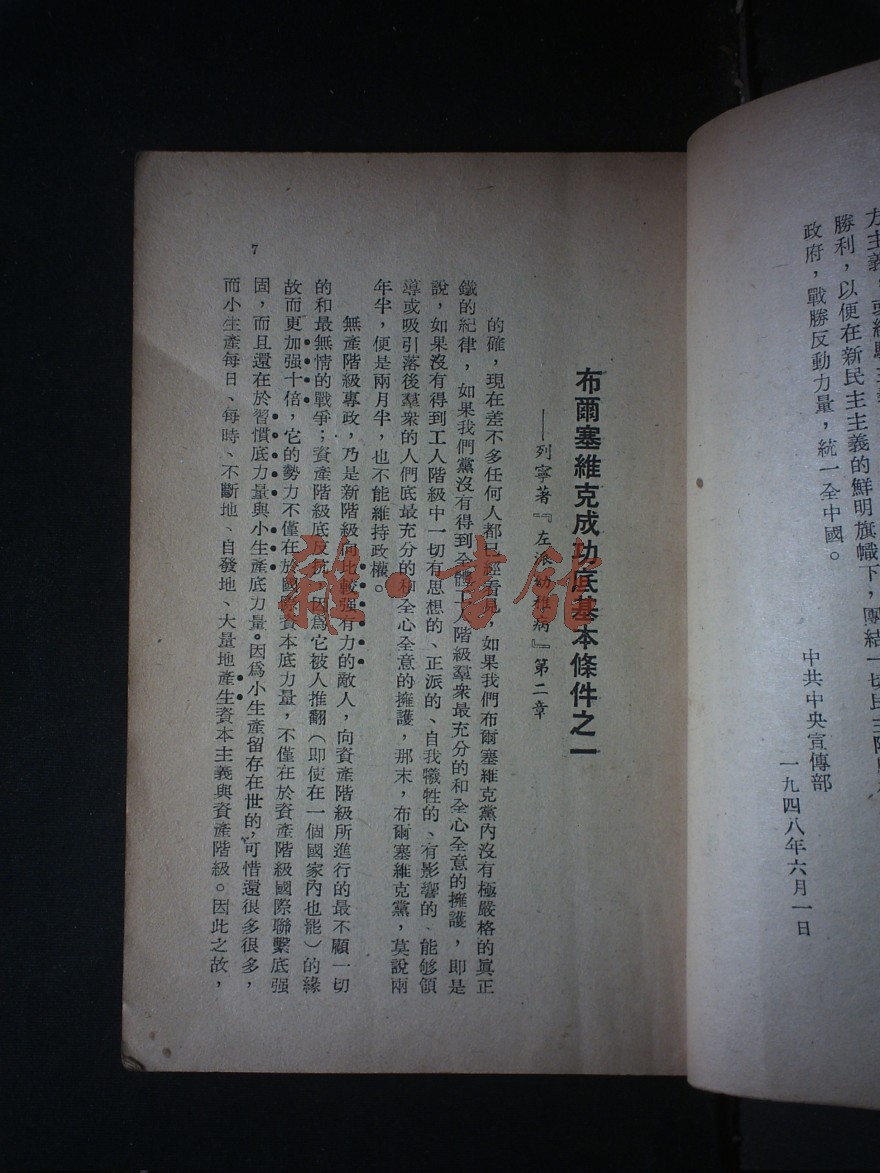 勝利，以便在新民主主義的鮮明旗幟下，團結一切民主階
政府，戰勝反動力量，統一全中國。
中共中央宣傳部
一九四八年六月一日
布爾塞維克成功底基本條件之一
——列寧著『左派幼稚病』第二章
的確，現在差不多任何人都已經看見，如果我們布爾塞維克黨內沒有極嚴格的真正
鐵的紀律，如果我們黨沒有得到全體工人階級羣衆最充分的和全心全意的擁護，即是
說，如果沒有得到工人階級中一切有思想的、正派的、自我犧牲的、有影響的、能够領
導或吸引落後羣衆的人們底最充分的和全心全意的擁護，那末，布爾塞維克黨，莫說兩
年半，便是兩月半，也不能維持政權。
無產階級專政，乃是新階級向比較强有力的敵人，向資產階級所進行的最不顧一切
的和最無情的戰爭；資產階級底反抗，因爲它被人推翻（即使在一個國家內也罷）的緣
故而更加强十倍，它的勢力不僅在於國際資本底力量，不僅在於資產階級國際聯繫底强
固，而且還在於習慣底力量與小生產底力量。因爲小生產留存在世的，可惜還很多很多，
而小生產每日、每時、不斷地、自發地、大量地產生資本主義與資產階級。因此之故，
7
雜·書館